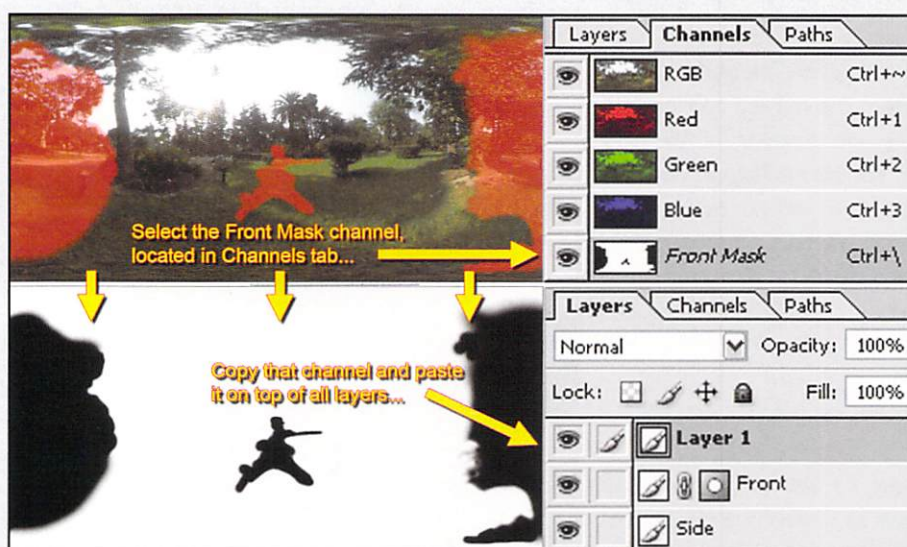 Layers Channels Paths
RGB Ctrl+~
Red Ctrl+1
Green Ctrl+2
Blue Ctrl+3
Front Mask Ctrl+\
Select the Front Mask channel,
located in Channels tab...
Layers Channels Paths
Normal Opacity: 100%
Lock: Fill: 100%
Layer 1
Front
Side
Copy that channel and paste
it on top of all layers...